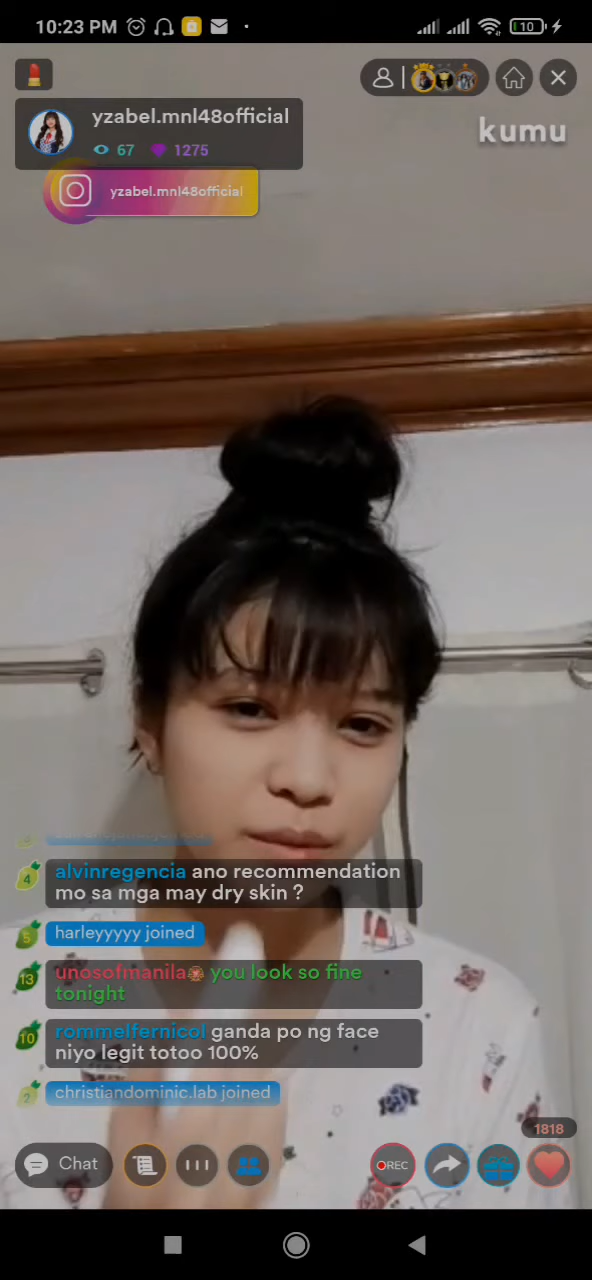 10:23 PM
10
yzabel.mnl48official
67 1275
kumu
yzabel.mnl48official
4 alvinregencia ano recommendation
mo sa mga may dry skin ?
5 harleyyyyy joined
13 unosofmanila you look so fine
tonight
10 rommelfernicol ganda po ng face
niyo legit totoo 100%
2 christiandominic.lab joined
1818
Chat
REC